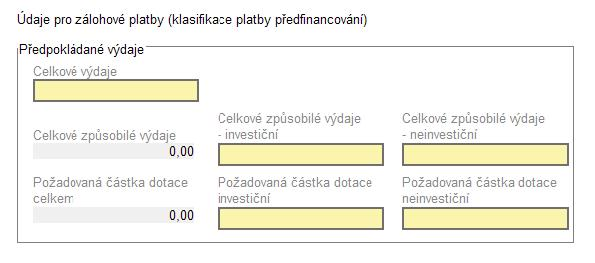 Údaje pro zálohové platby (klasifikace platby předfinancování)
Předpokládané výdaje
Celkové výdaje
Celkové způsobilé výdaje
0,00
Celkové způsobilé výdaje
- investiční
Celkové způsobilé výdaje
- neinvestiční
Požadovaná částka dotace
celkem
0,00
Požadovaná částka dotace
investiční
Požadovaná částka dotace
neinvestiční